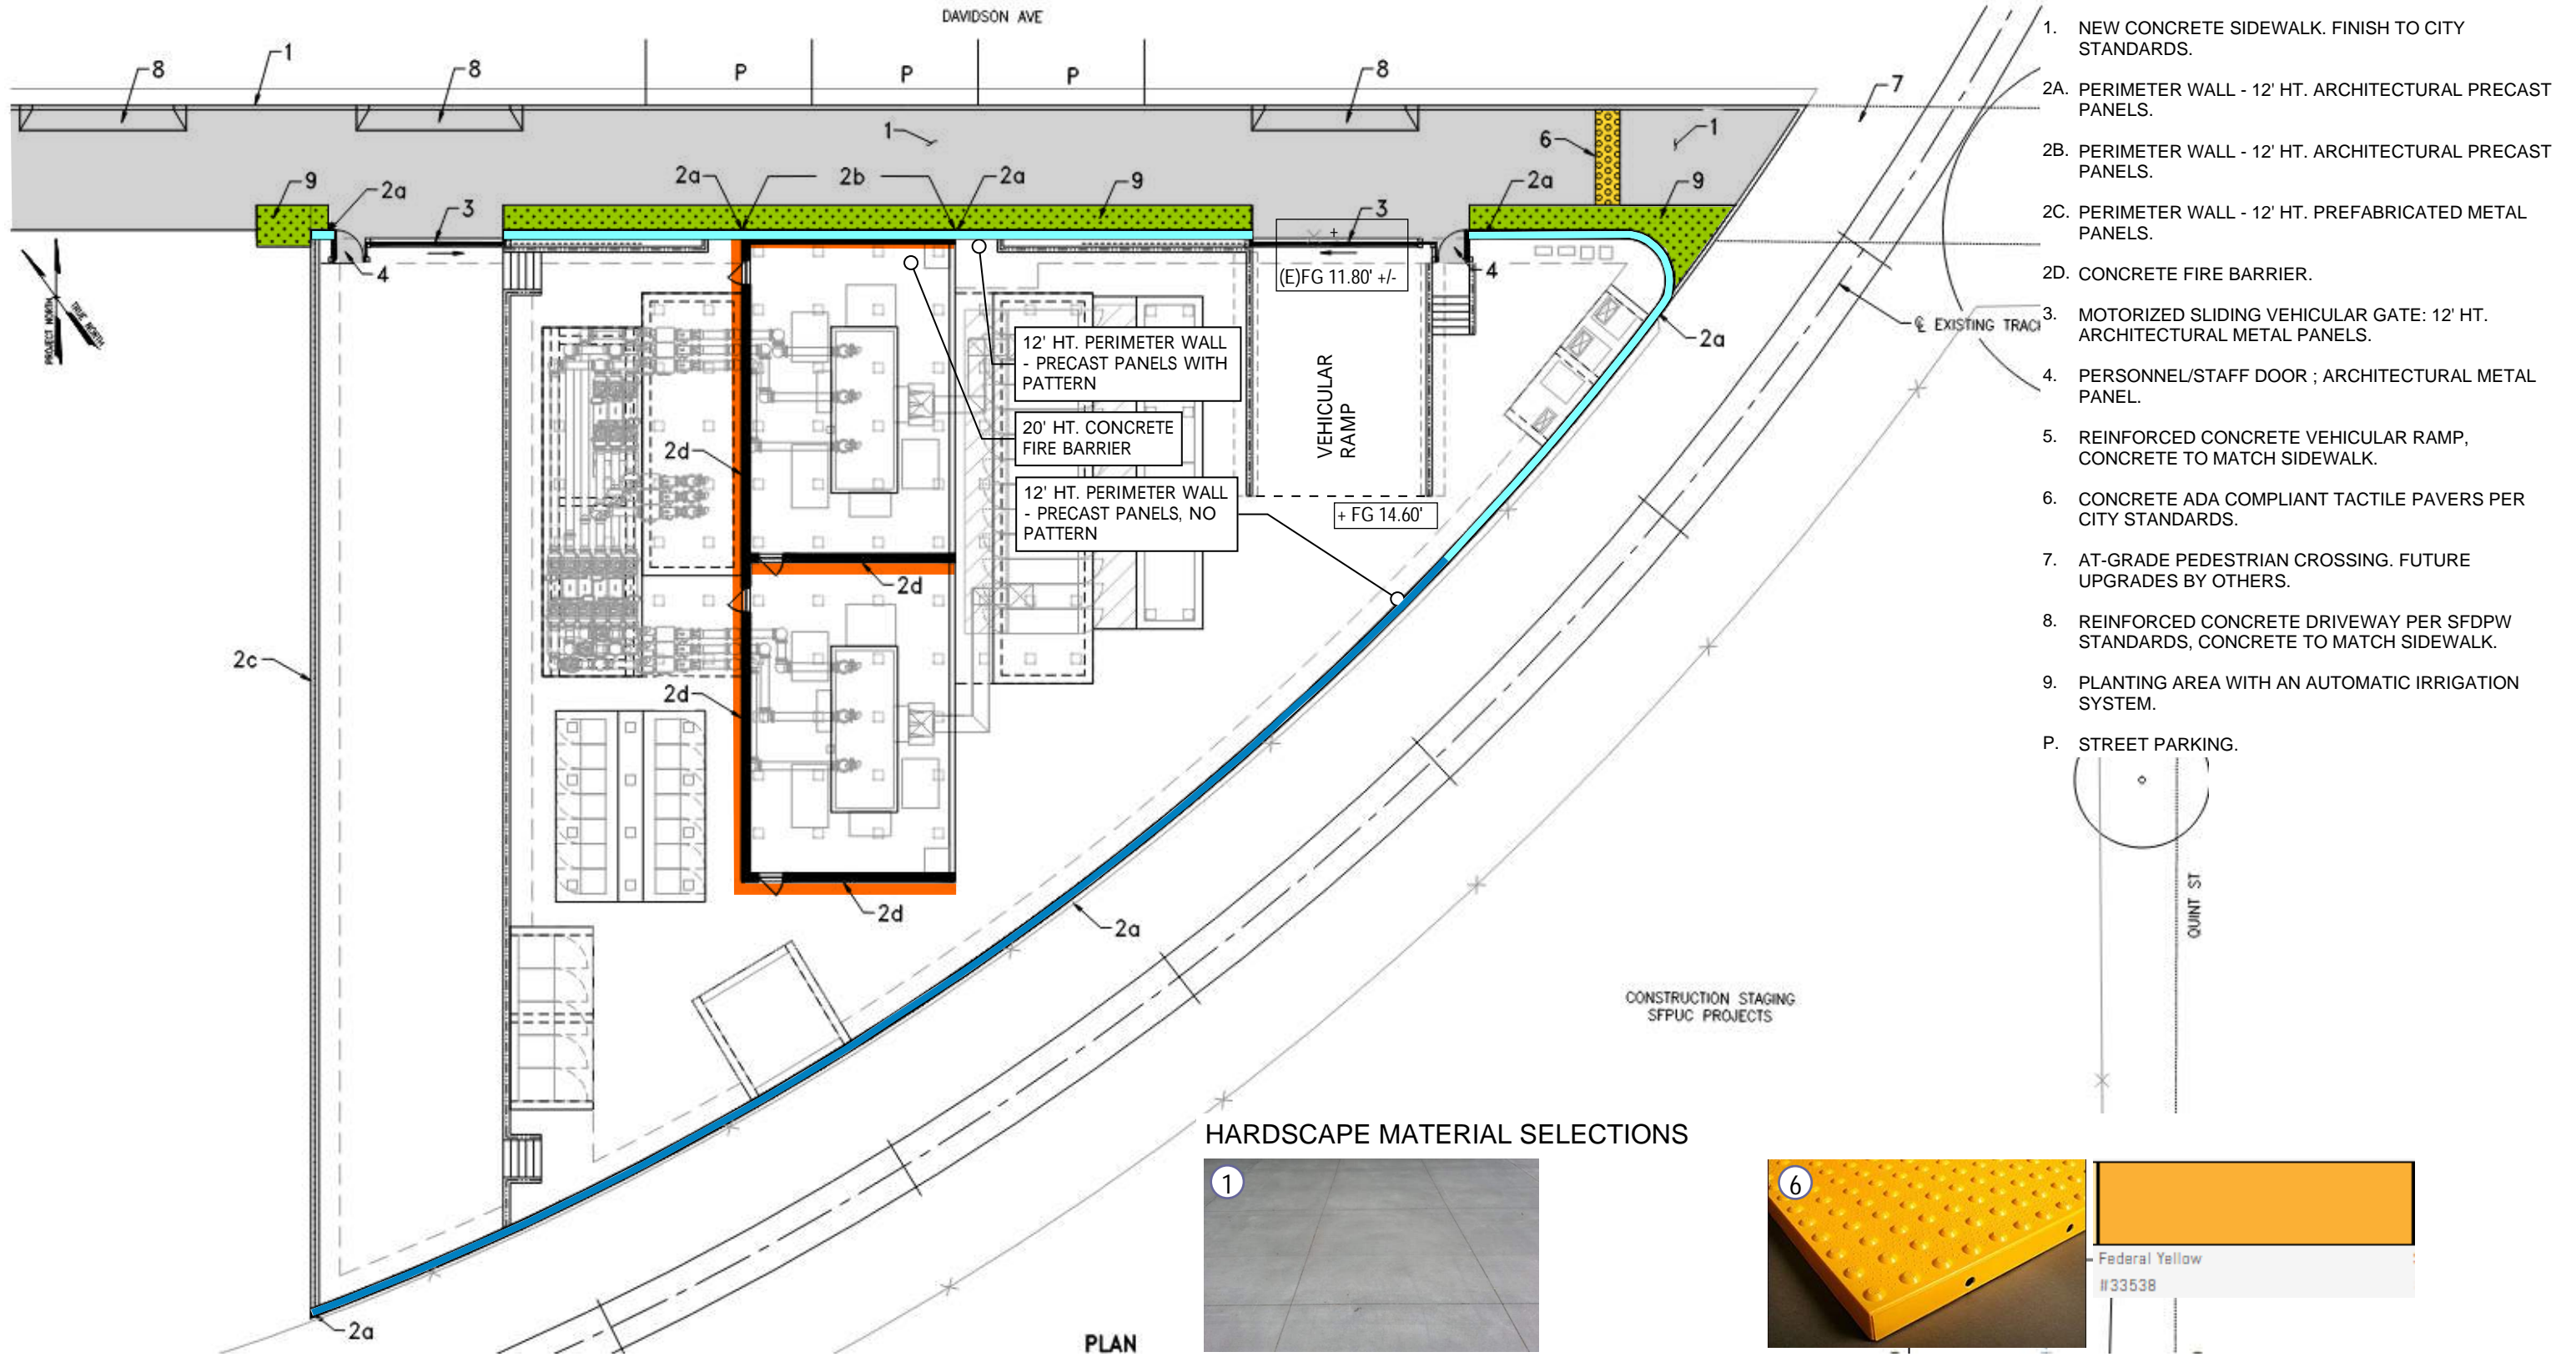 DAVIDSON AVE
1
8
8
P
P
P
8
7
1
6
1
9
2a
3
2a
2b
2a
9
3
2a
9
4
+
(E)FG 11.80' +/-
4
PROJECT NORTH
TRUE NORTH
12' HT. PERIMETER WALL
- PRECAST PANELS WITH
PATTERN
20' HT. CONCRETE
FIRE BARRIER
12' HT. PERIMETER WALL
- PRECAST PANELS, NO
PATTERN
VEHICULAR
RAMP
+ FG 14.60'
2a
℄ EXISTING TRACK
2d
2d
2c
2d
2d
2a
2a
CONSTRUCTION STAGING
SFPUC PROJECTS
QUINT ST
PLAN
1. NEW CONCRETE SIDEWALK. FINISH TO CITY
STANDARDS.
2A. PERIMETER WALL - 12' HT. ARCHITECTURAL PRECAST
PANELS.
2B. PERIMETER WALL - 12' HT. ARCHITECTURAL PRECAST
PANELS.
2C. PERIMETER WALL - 12' HT. PREFABRICATED METAL
PANELS.
2D. CONCRETE FIRE BARRIER.
3. MOTORIZED SLIDING VEHICULAR GATE: 12' HT.
ARCHITECTURAL METAL PANELS.
4. PERSONNEL/STAFF DOOR ; ARCHITECTURAL METAL
PANEL.
5. REINFORCED CONCRETE VEHICULAR RAMP,
CONCRETE TO MATCH SIDEWALK.
6. CONCRETE ADA COMPLIANT TACTILE PAVERS PER
CITY STANDARDS.
7. AT-GRADE PEDESTRIAN CROSSING. FUTURE
UPGRADES BY OTHERS.
8. REINFORCED CONCRETE DRIVEWAY PER SFDPW
STANDARDS, CONCRETE TO MATCH SIDEWALK.
9. PLANTING AREA WITH AN AUTOMATIC IRRIGATION
SYSTEM.
P. STREET PARKING.
HARDSCAPE MATERIAL SELECTIONS
1
6
Federal Yellow
#33538